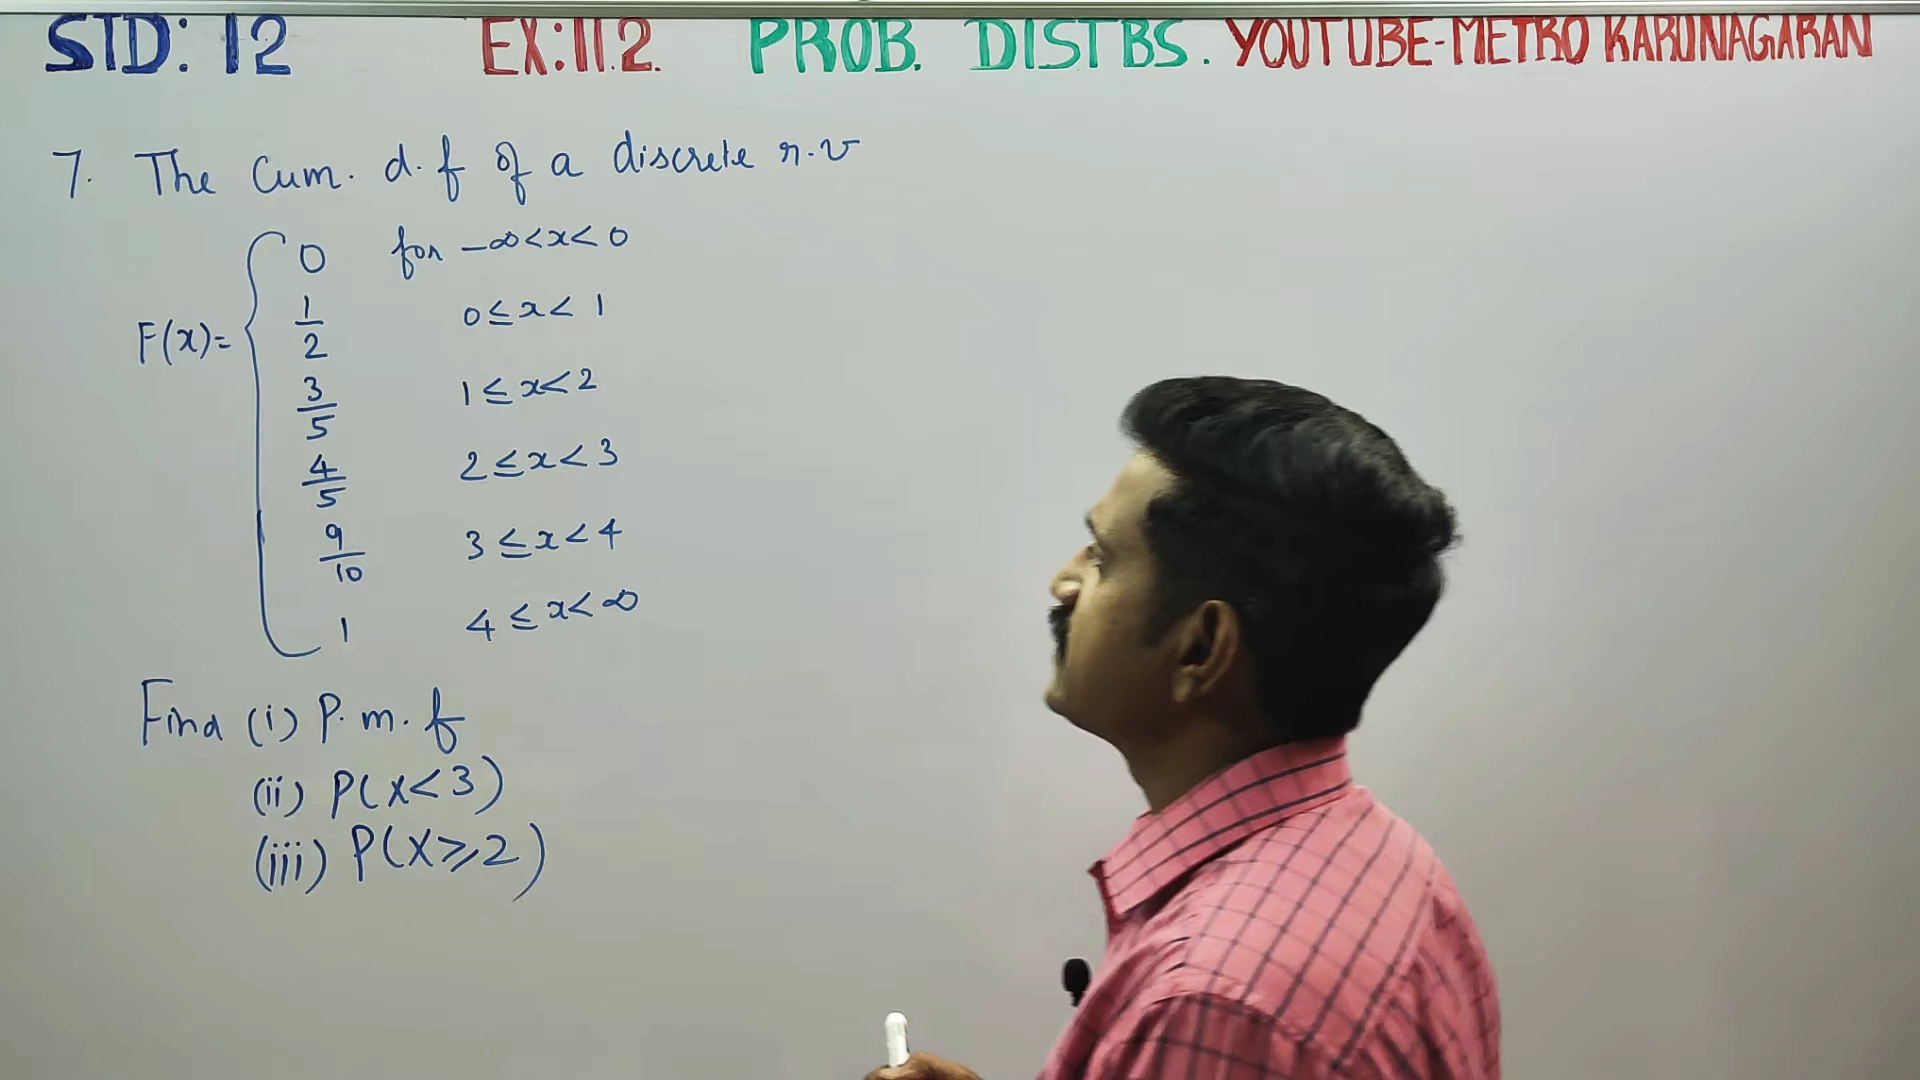 STD: 12 EX:11.2. PROB. DISTBS. YOUTUBE-METRO KARUNAGARAN
7. The Cum. d.f of a discrete r.v
F(x)= { 0 for -∞<x<0
1/2 0≤x<1
3/5 1≤x<2
4/5 2≤x<3
9/10 3≤x<4
1 4≤x<∞
Find (i) P.m.f
(ii) P(X<3)
(iii) P(X≥2)